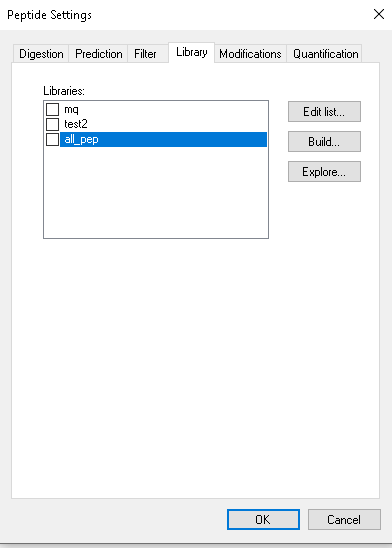 Peptide Settings
Digestion Prediction Filter Library Modifications Quantification
Libraries:
mq
test2
all_pep
Edit list...
Build...
Explore...
OK Cancel